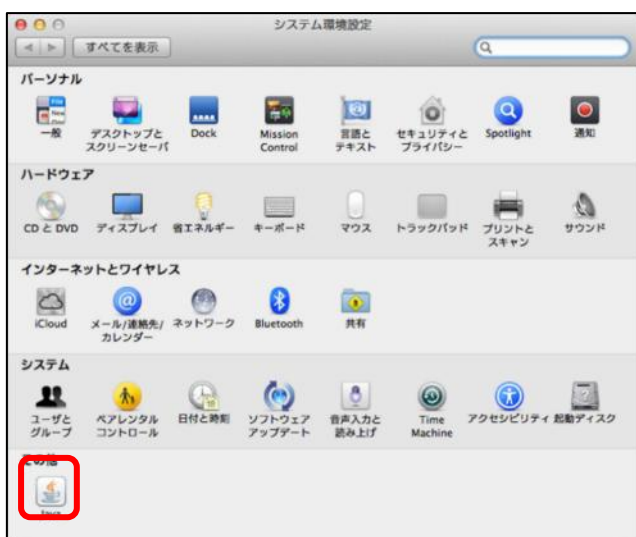 システム環境設定
すべてを表示
パーソナル
一般
デスクトップと
スクリーンセーバ
Dock
Mission
Control
言語と
テキスト
セキュリティと
プライバシー
Spotlight
通知
ハードウェア
CD と DVD
ディスプレイ
省エネルギー
キーボード
マウス
トラックパッド
プリントと
スキャン
サウンド
インターネットとワイヤレス
iCloud
メール/連絡先/
カレンダー
ネットワーク
Bluetooth
共有
システム
ユーザと
グループ
ペアレンタル
コントロール
日付と時刻
ソフトウェア
アップデート
音声入力と
読み上げ
Time
Machine
アクセシビリティ
起動ディスク
その他
Java